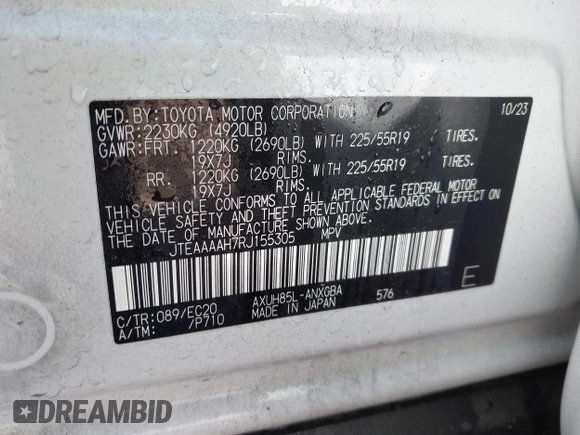 MFD.BY:TOYOTA MOTOR CORPORATION 10/23
GVWR:2230KG (4920LB)
GAWR:FRT. 1220KG (2690LB) WITH 225/55R19 TIRES.
19X7J RIMS.
RR. 1220KG (2690LB) WITH 225/55R19 TIRES.
19X7J RIMS.
THIS VEHICLE CONFORMS TO ALL APPLICABLE FEDERAL MOTOR
VEHICLE SAFETY AND THEFT PREVENTION STANDARDS IN EFFECT ON
THE DATE OF MANUFACTURE SHOWN ABOVE.
JTEAAAAH7RJ155305 MPV
C/TR:089/EC20 AXUH85L-ANXGBA 576 E
A/TM: /P710 MADE IN JAPAN
DREAMBID